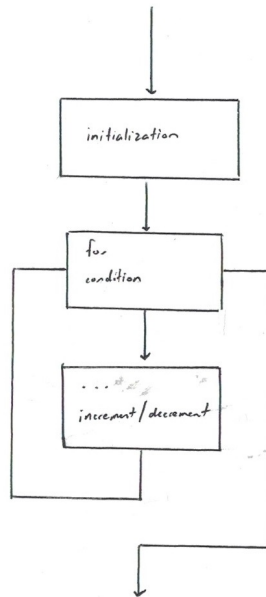 initialization
for
condition
...
increment/decrement